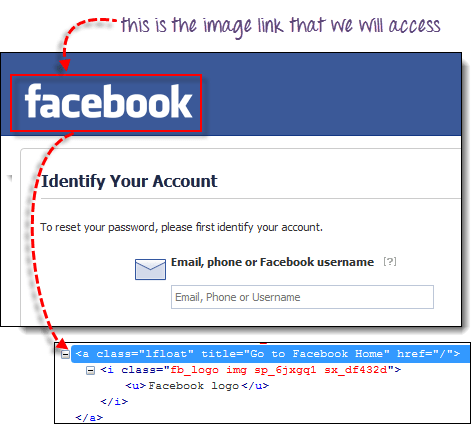 this is the image link that we will access
facebook
Identify Your Account
To reset your password, please first identify your account.
Email, phone or Facebook username [?]
Email, Phone or Username
<a class="lfloat" title="Go to Facebook Home" href="/">
<i class="fb_logo img sp_6jxgq1 sx_df432d">
<u>Facebook logo</u>
</i>
</a>